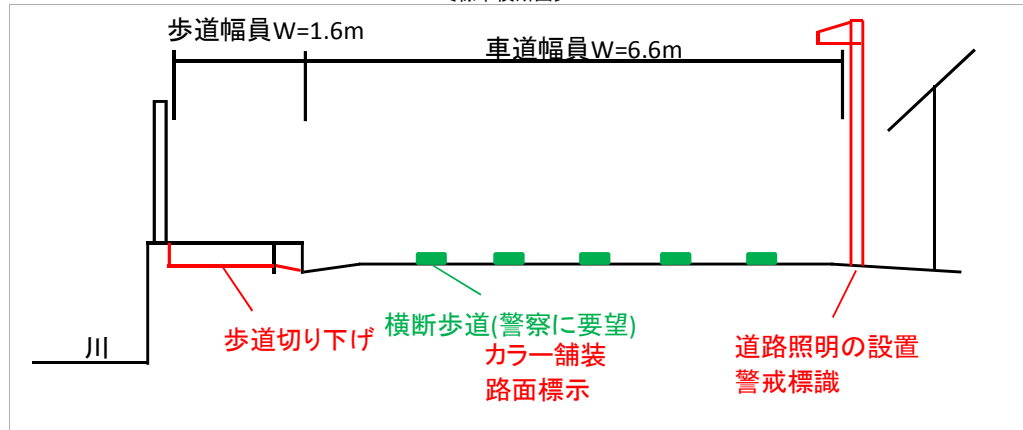 歩道幅員W=1.6m
車道幅員W=6.6m
川
歩道切り下げ
横断歩道(警察に要望)
カラー舗装
路面標示
道路照明の設置
警戒標識